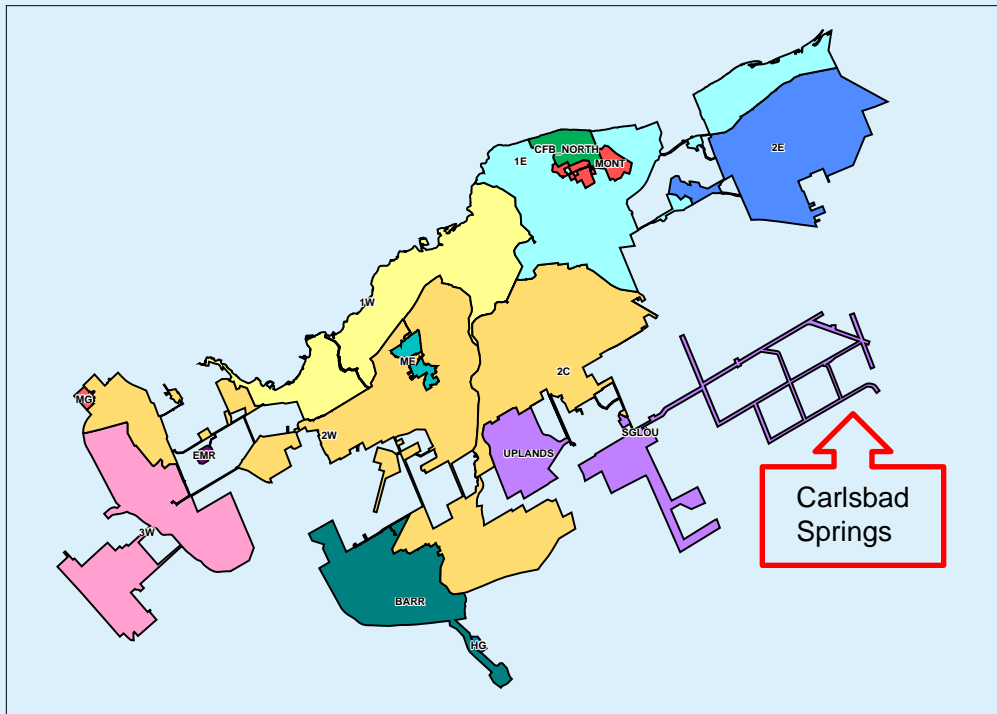 2E
CFB NORTH
1E
MONT
1W
ME
2C
MG
2W
SGLOU
EMR
UPLANDS
Carlsbad
Springs
3W
BARR
HG